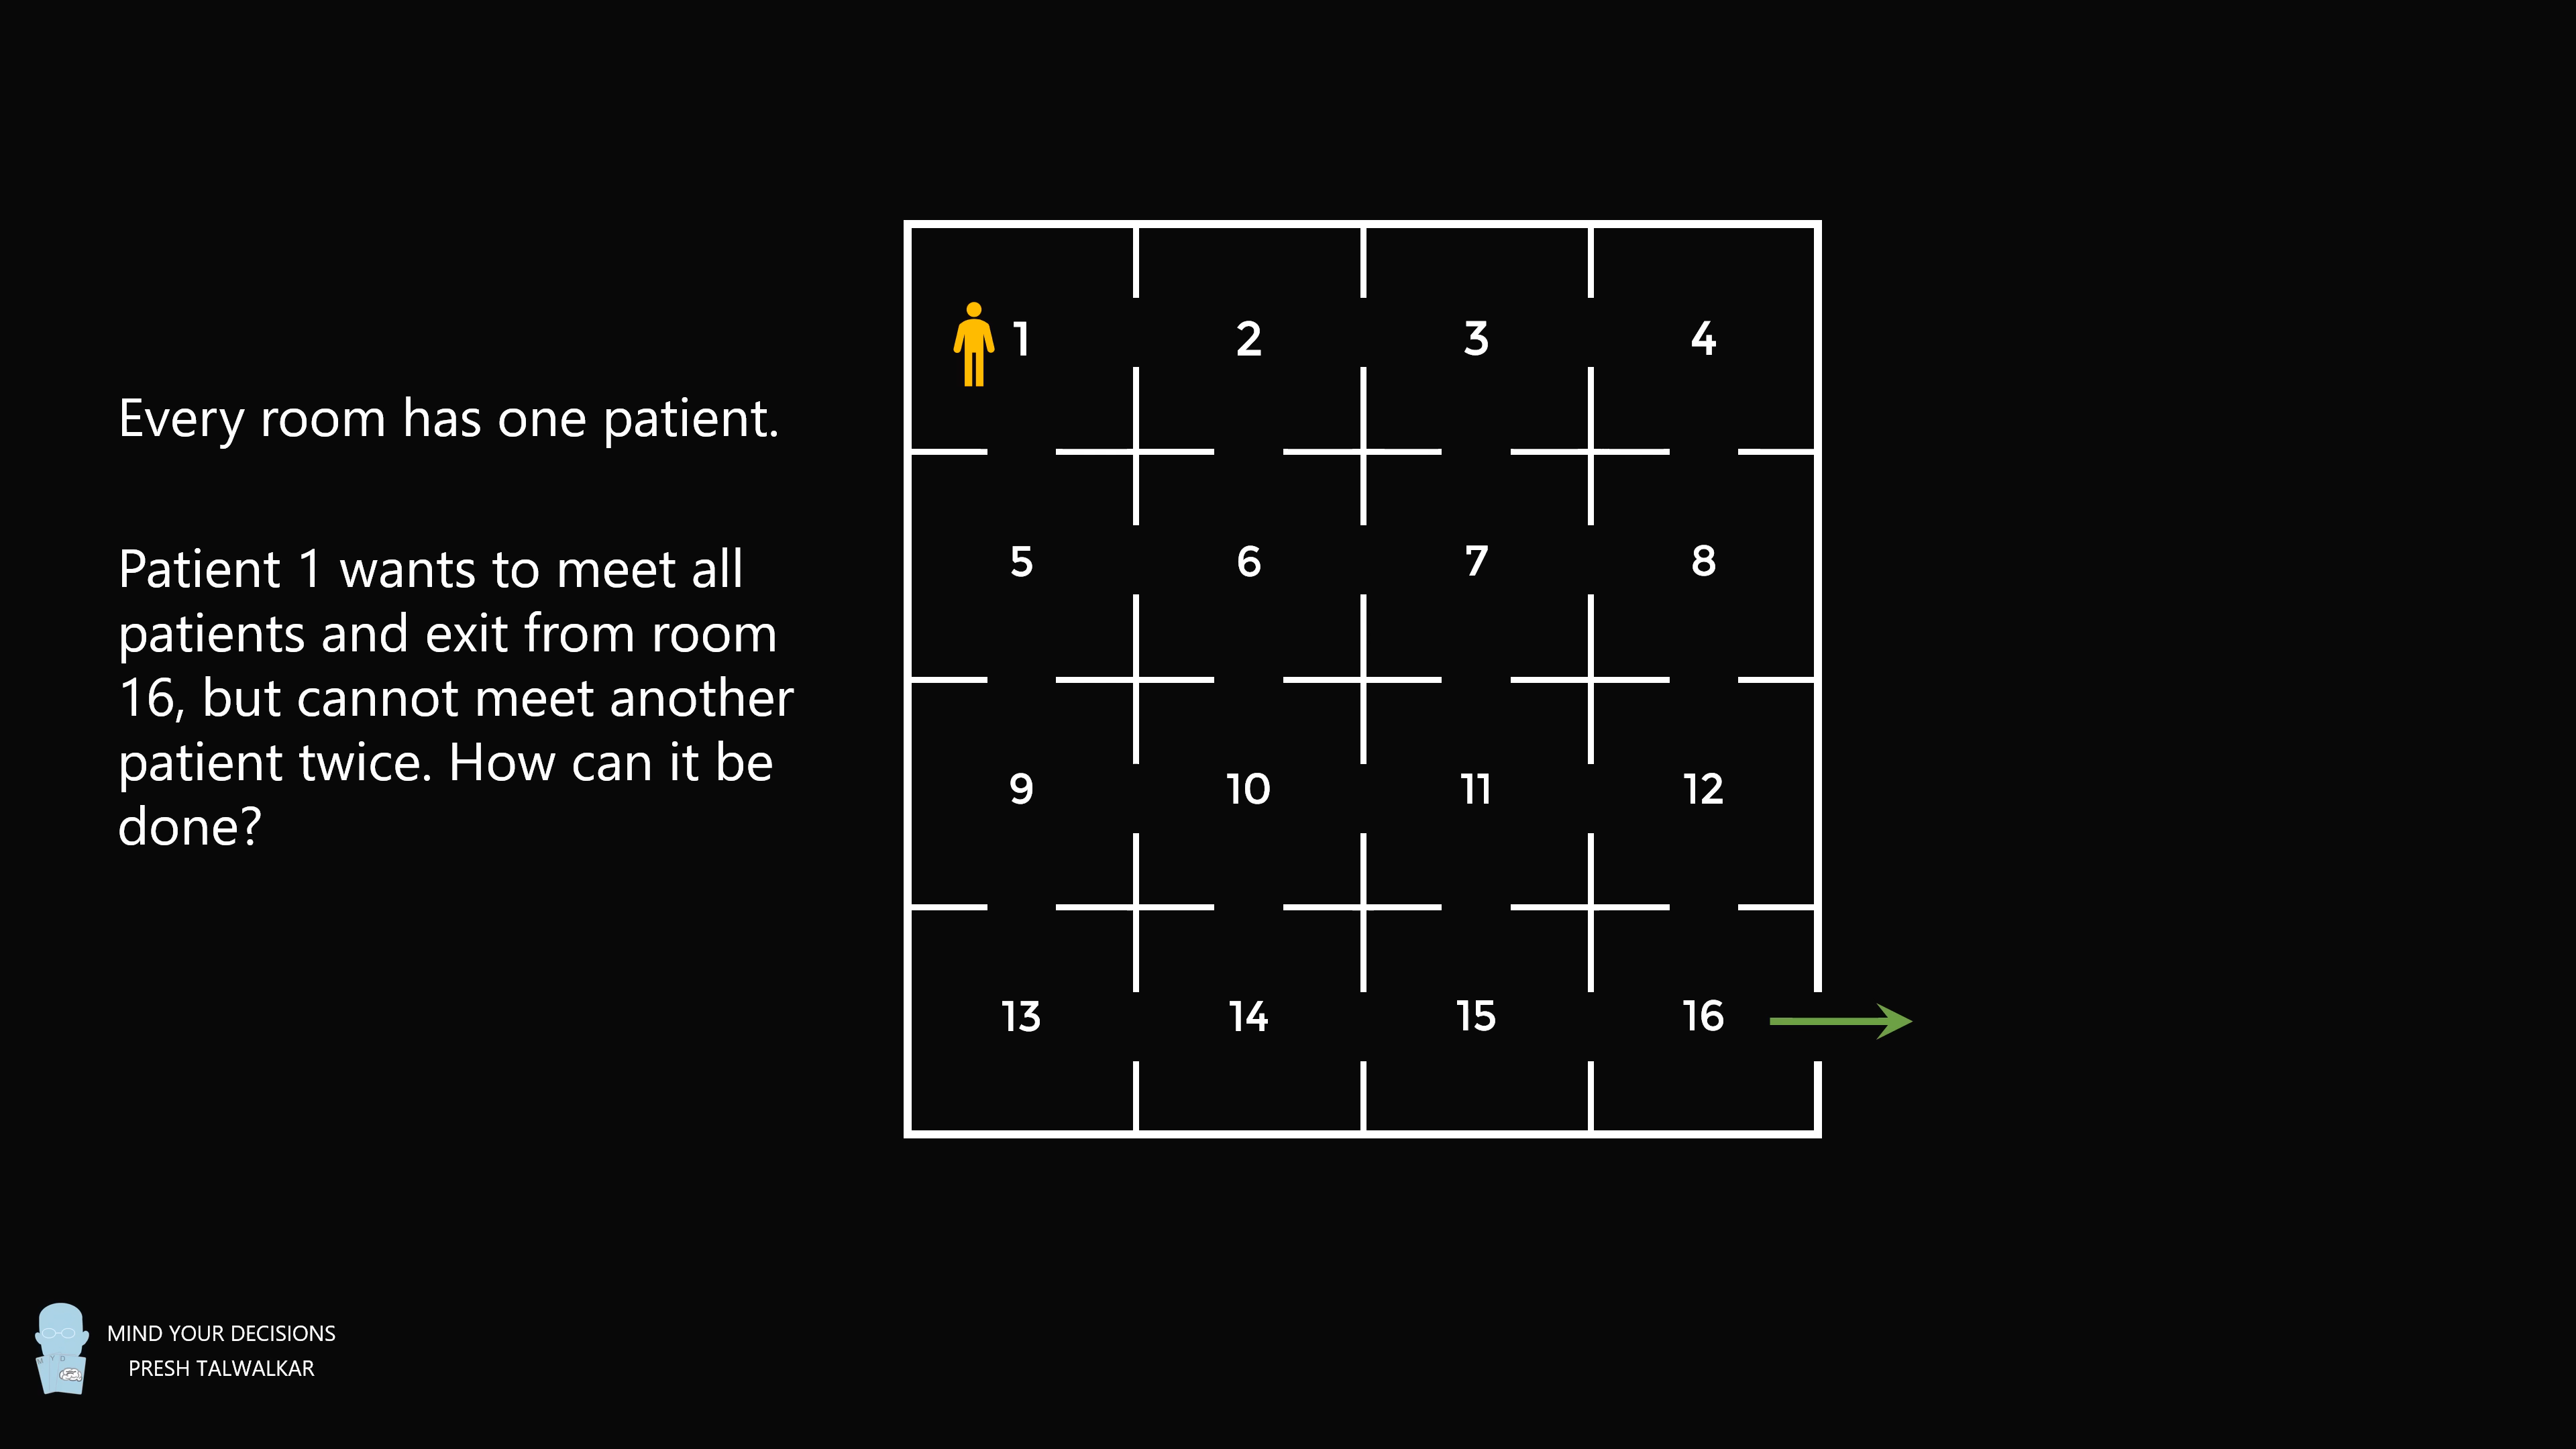 Every room has one patient.
Patient 1 wants to meet all
patients and exit from room
16, but cannot meet another
patient twice. How can it be
done?
1 2 3 4
5 6 7 8
9 10 11 12
13 14 15 16
Y D
MIND YOUR DECISIONS
PRESH TALWALKAR